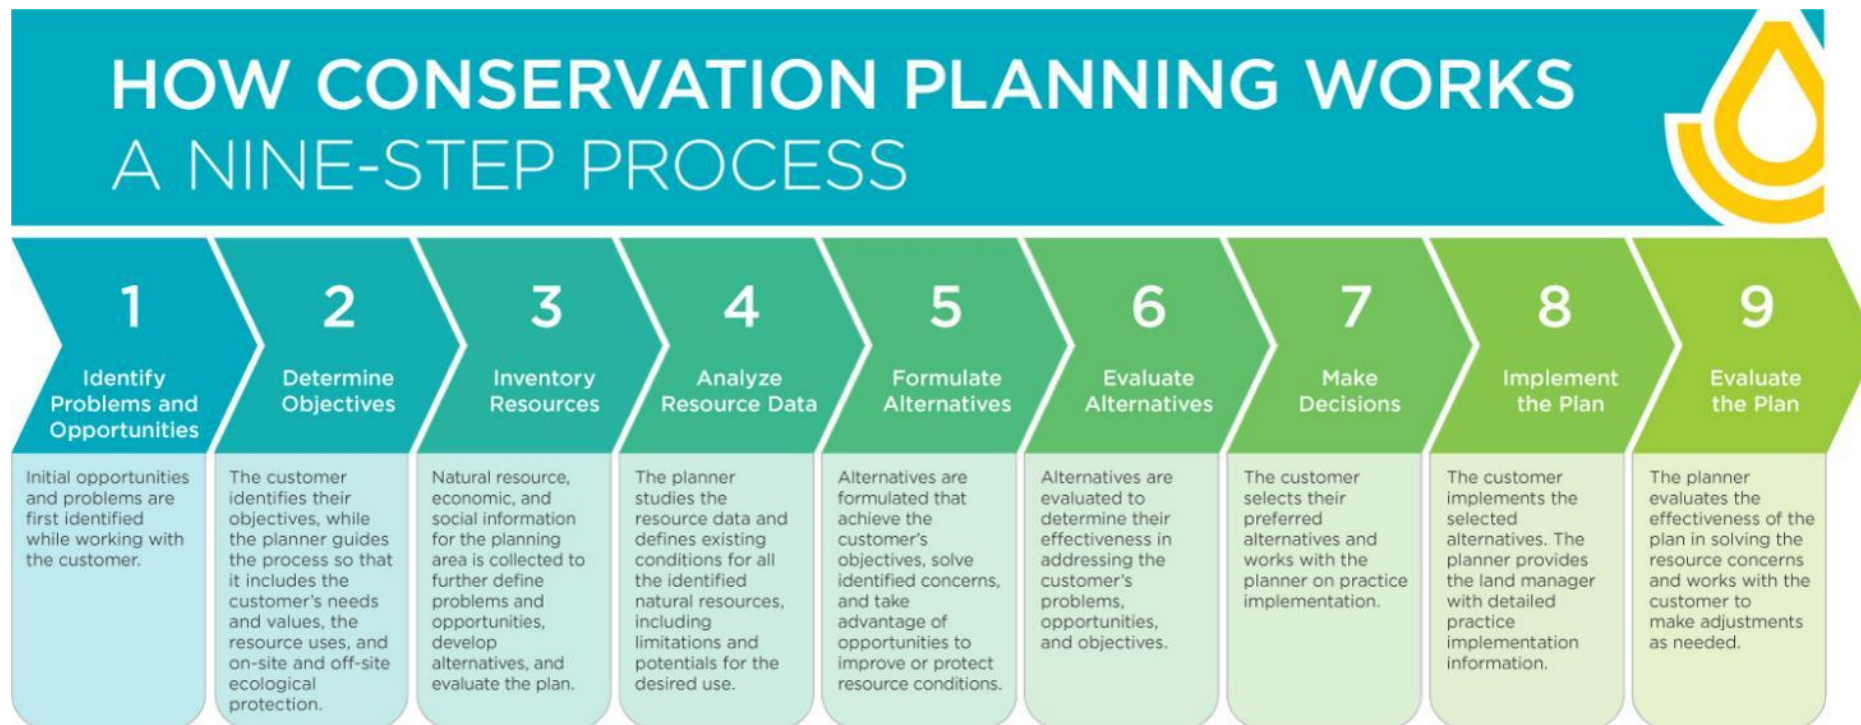 HOW CONSERVATION PLANNING WORKS
A NINE-STEP PROCESS
1
Identify
Problems and
Opportunities
Initial opportunities
and problems are
first identified
while working with
the customer.
2
Determine
Objectives
The customer
identifies their
objectives, while
the planner guides
the process so that
it includes the
customer's needs
and values, the
resource uses, and
on-site and off-site
ecological
protection.
3
Inventory
Resources
Natural resource,
economic, and
social information
for the planning
area is collected to
further define
problems and
opportunities,
develop
alternatives, and
evaluate the plan.
4
Analyze
Resource Data
The planner
studies the
resource data and
defines existing
conditions for all
the identified
natural resources,
including
limitations and
potentials for the
desired use.
5
Formulate
Alternatives
Alternatives are
formulated that
achieve the
customer's
objectives, solve
identified concerns,
and take
advantage of
opportunities to
improve or protect
resource conditions.
6
Evaluate
Alternatives
Alternatives are
evaluated to
determine their
effectiveness in
addressing the
customer's
problems,
opportunities,
and objectives.
7
Make
Decisions
The customer
selects their
preferred
alternatives and
works with the
planner on practice
implementation.
8
Implement
the Plan
The customer
implements the
selected
alternatives. The
planner provides
the land manager
with detailed
practice
implementation
information.
9
Evaluate
the Plan
The planner
evaluates the
effectiveness of the
plan in solving the
resource concerns
and works with the
customer to
make adjustments
as needed.